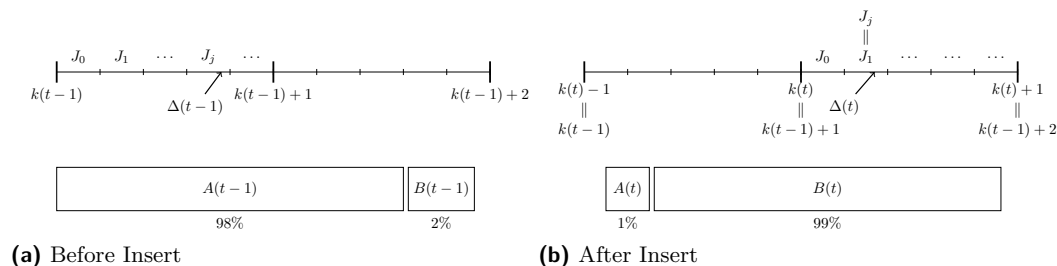 J_0 J_1 ⋯ J_j ⋯
k(t−1) Δ(t−1) k(t−1)+1 k(t−1)+2
A(t−1) B(t−1)
98% 2%
(a) Before Insert
J_j
‖
J_0 J_1 ⋯ ⋯ ⋯
k(t)−1 k(t) Δ(t) k(t)+1
‖ ‖ ‖
k(t−1) k(t−1)+1 k(t−1)+2
A(t) B(t)
1% 99%
(b) After Insert